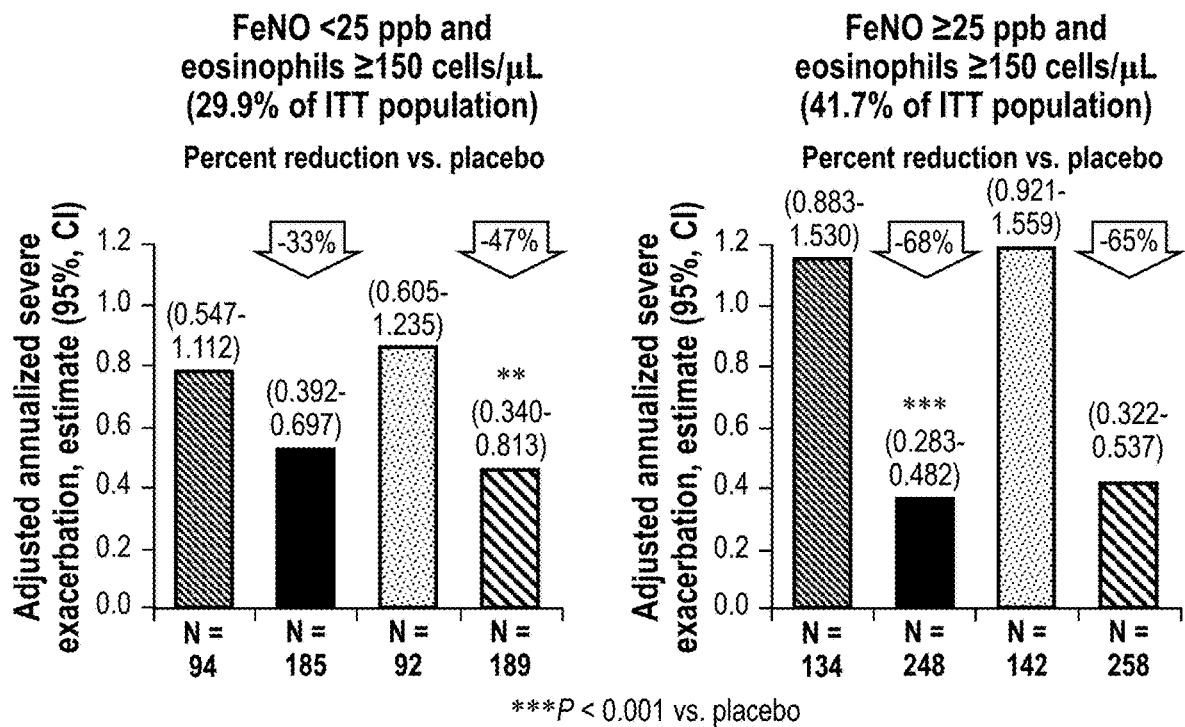 FeNO <25 ppb and
eosinophils ≥150 cells/μL
(29.9% of ITT population)
Percent reduction vs. placebo
Adjusted annualized severe
exacerbation, estimate (95%, CI)
-33%
-47%
1.2
1.0
0.8
0.6
0.4
0.2
0.0
(0.547-
1.112)
(0.392-
0.697)
(0.605-
1.235)
**
(0.340-
0.813)
N =
94
N =
185
N =
92
N =
189
FeNO ≥25 ppb and
eosinophils ≥150 cells/μL
(41.7% of ITT population)
Percent reduction vs. placebo
Adjusted annualized severe
exacerbation, estimate (95%, CI)
-68%
-65%
1.2
1.0
0.8
0.6
0.4
0.2
0.0
(0.883-
1.530)
***
(0.283-
0.482)
(0.921-
1.559)
(0.322-
0.537)
N =
134
N =
248
N =
142
N =
258
***P < 0.001 vs. placebo